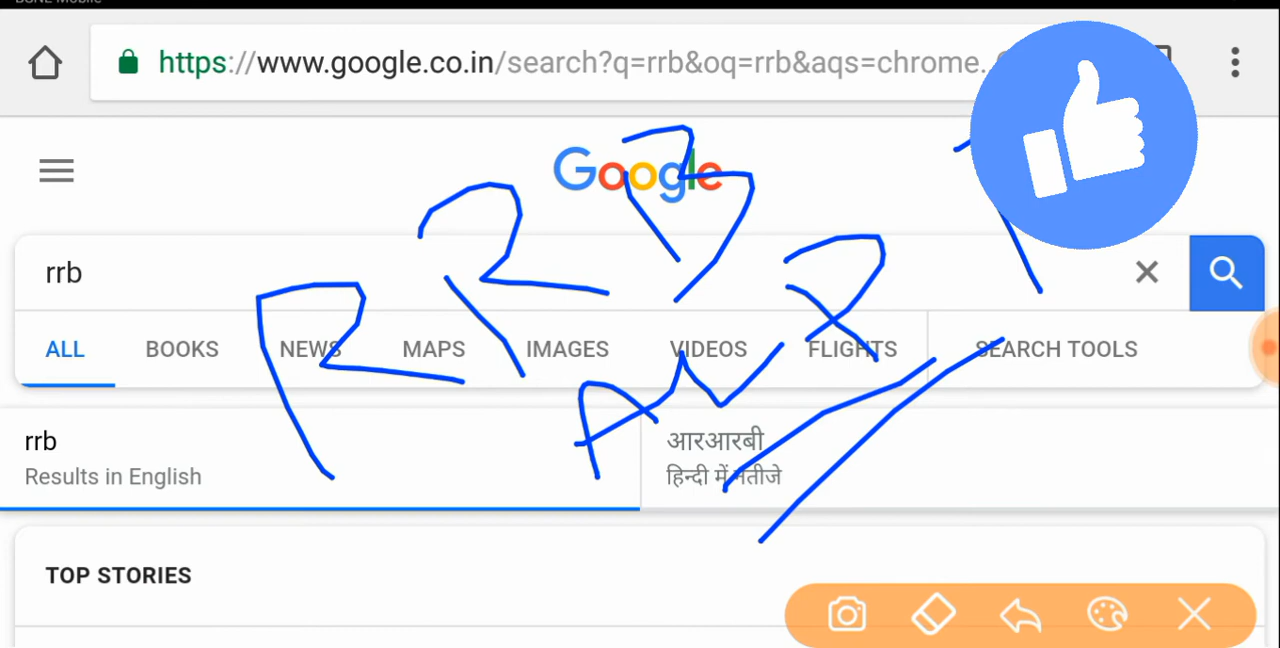 https://www.google.co.in/search?q=rrb&oq=rrb&aqs=chrome..
Google
rrb
ALL BOOKS NEWS MAPS IMAGES VIDEOS FLIGHTS SEARCH TOOLS
rrb आरआरबी
Results in English हिन्दी में नतीजे
TOP STORIES
RRB